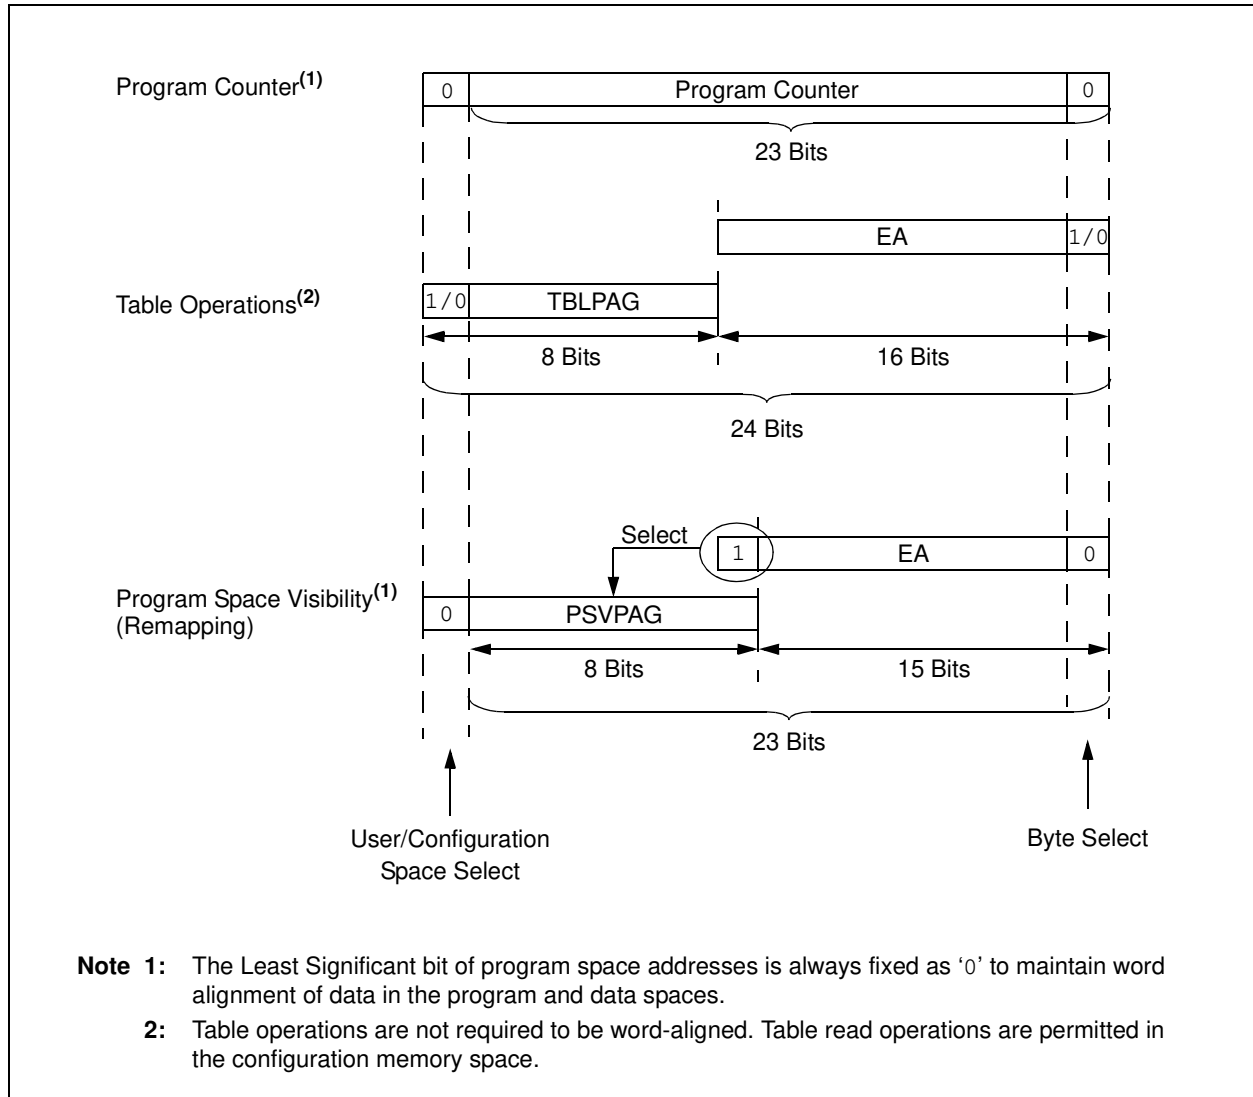 Program Counter(1)
0 Program Counter 0
23 Bits
EA 1/0
Table Operations(2)
1/0 TBLPAG
8 Bits 16 Bits
24 Bits
Select
1 EA 0
Program Space Visibility(1)
(Remapping)
0 PSVPAG
8 Bits 15 Bits
23 Bits
User/Configuration
Space Select
Byte Select
Note 1: The Least Significant bit of program space addresses is always fixed as ‘0’ to maintain word
alignment of data in the program and data spaces.
2: Table operations are not required to be word-aligned. Table read operations are permitted in
the configuration memory space.